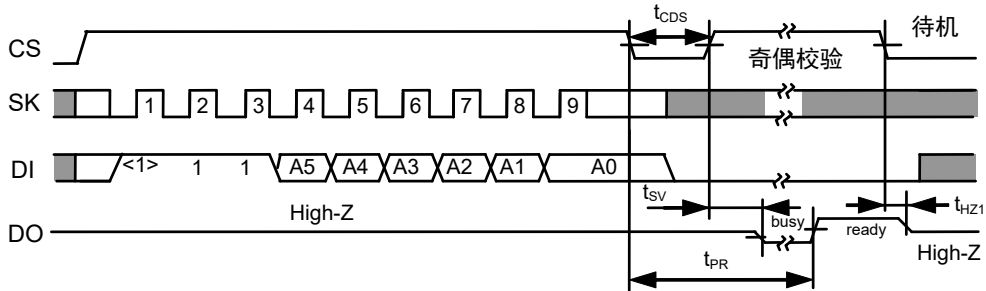 tCDS
CS 待机
奇偶校验
SK 1 2 3 4 5 6 7 8 9
DI <1> 1 1 A5 A4 A3 A2 A1 A0
tSV
High-Z busy tHZ1
DO ready
tPR High-Z